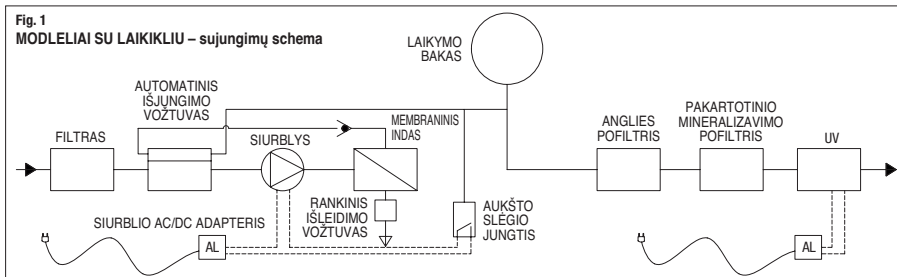 Fig. 1
MODLELIAI SU LAIKIKLIU – sujungimų schema
LAIKYMO
BAKAS
AUTOMATINIS
IŠJUNGIMO
VOŽTUVAS
FILTRAS
SIURBLYS
MEMBRANINIS
INDAS
ANGLIES
POFILTRIS
PAKARTOTINIO
MINERALIZAVIMO
POFILTRIS
UV
RANKINIS
IŠLEIDIMO
VOŽTUVAS
AUKŠTO
SLĖGIO
JUNGTIS
SIURBLIO AC/DC ADAPTERIS
AL
AL